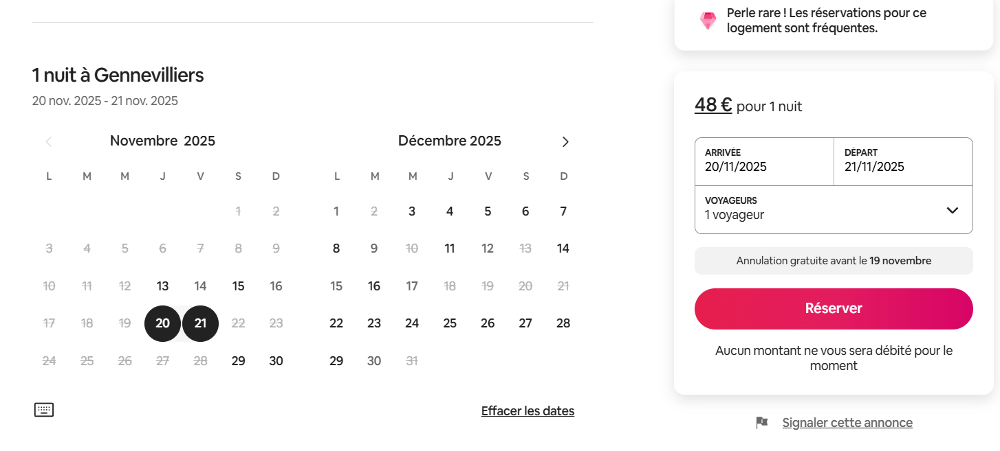 Perle rare ! Les réservations pour ce
logement sont fréquentes.
1 nuit à Gennevilliers
20 nov. 2025 - 21 nov. 2025
Novembre 2025
L M M J V S D
1 2
3 4 5 6 7 8 9
10 11 12 13 14 15 16
17 18 19 20 21 22 23
24 25 26 27 28 29 30
Décembre 2025
L M M J V S D
1 2 3 4 5 6 7
8 9 10 11 12 13 14
15 16 17 18 19 20 21
22 23 24 25 26 27 28
29 30 31
Effacer les dates
48 € pour 1 nuit
ARRIVÉE
20/11/2025
DÉPART
21/11/2025
VOYAGEURS
1 voyageur
Annulation gratuite avant le 19 novembre
Réserver
Aucun montant ne vous sera débité pour le
moment
Signaler cette annonce